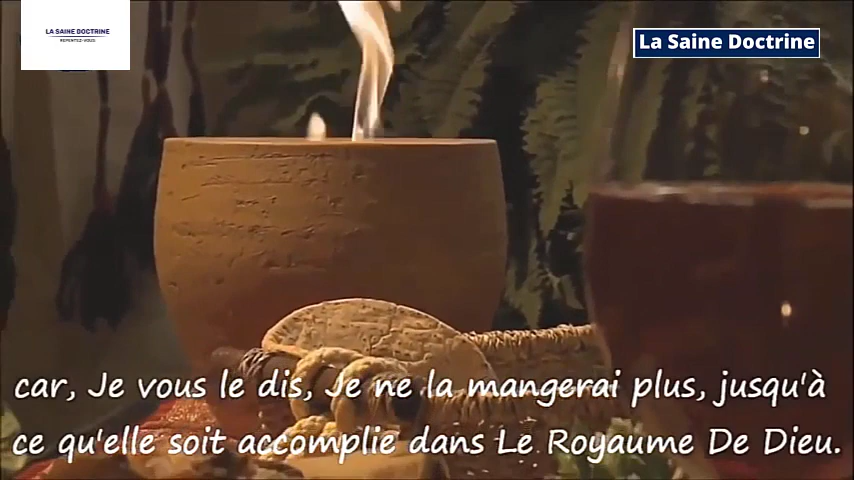 LA SAINE DOCTRINE
REPENTEZ-VOUS
La Saine Doctrine
car, Je vous le dis, Je ne la mangerai plus, jusqu'à
ce qu'elle soit accomplie dans Le Royaume De Dieu.